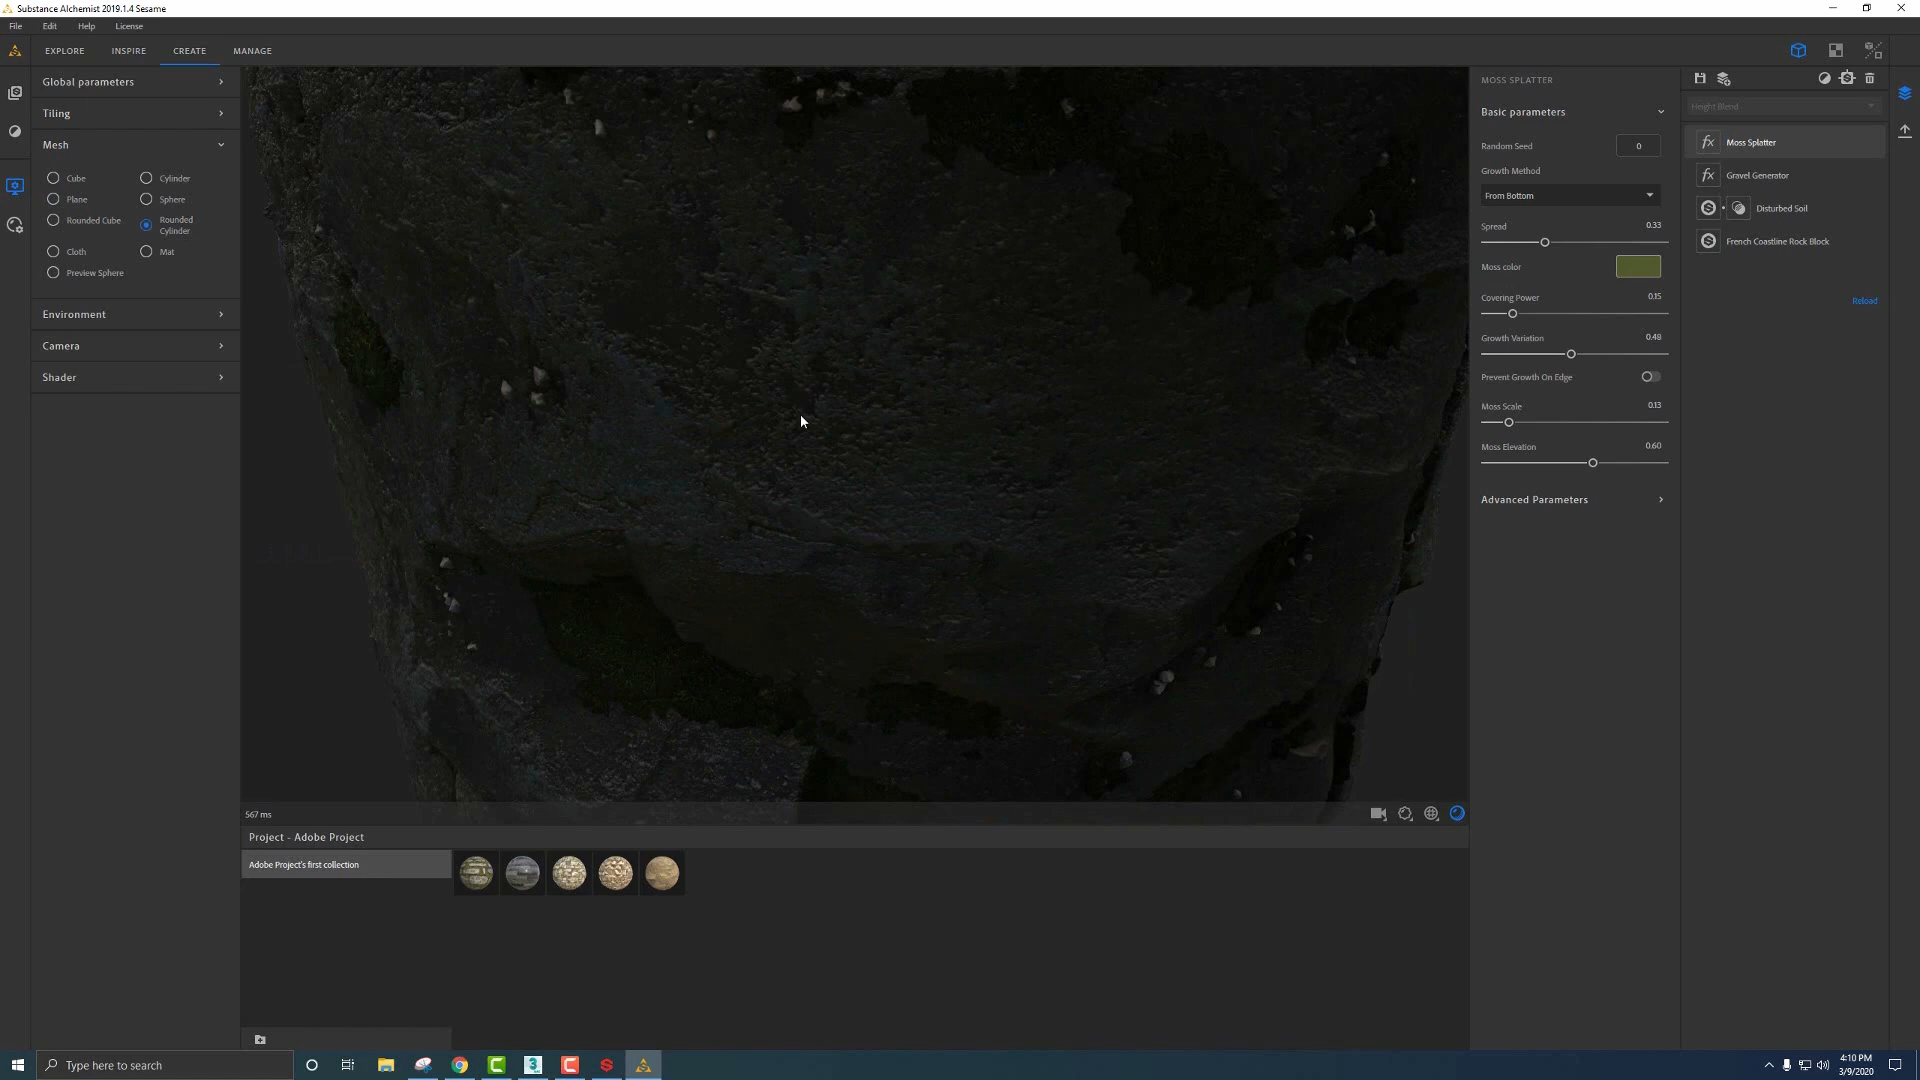 Substance Alchemist 2019.1.4 Sesame
File Edit Help License
EXPLORE INSPIRE CREATE MANAGE
Global parameters
Tiling
Mesh
Cube Cylinder
Plane Sphere
Rounded Cube Rounded
Cylinder
Cloth Mat
Preview Sphere
Environment
Camera
Shader
567 ms
Project - Adobe Project
Adobe Project's first collection
MOSS SPLATTER
Basic parameters
Random Seed 0
Growth Method
From Bottom
Spread 0.33
Moss color
Covering Power 0.15
Growth Variation 0.48
Prevent Growth On Edge
Moss Scale 0.13
Moss Elevation 0.60
Advanced Parameters
Height Blend
fx Moss Splatter
fx Gravel Generator
Disturbed Soil
French Coastline Rock Block
Reload
Type here to search
4:10 PM
3/9/2020